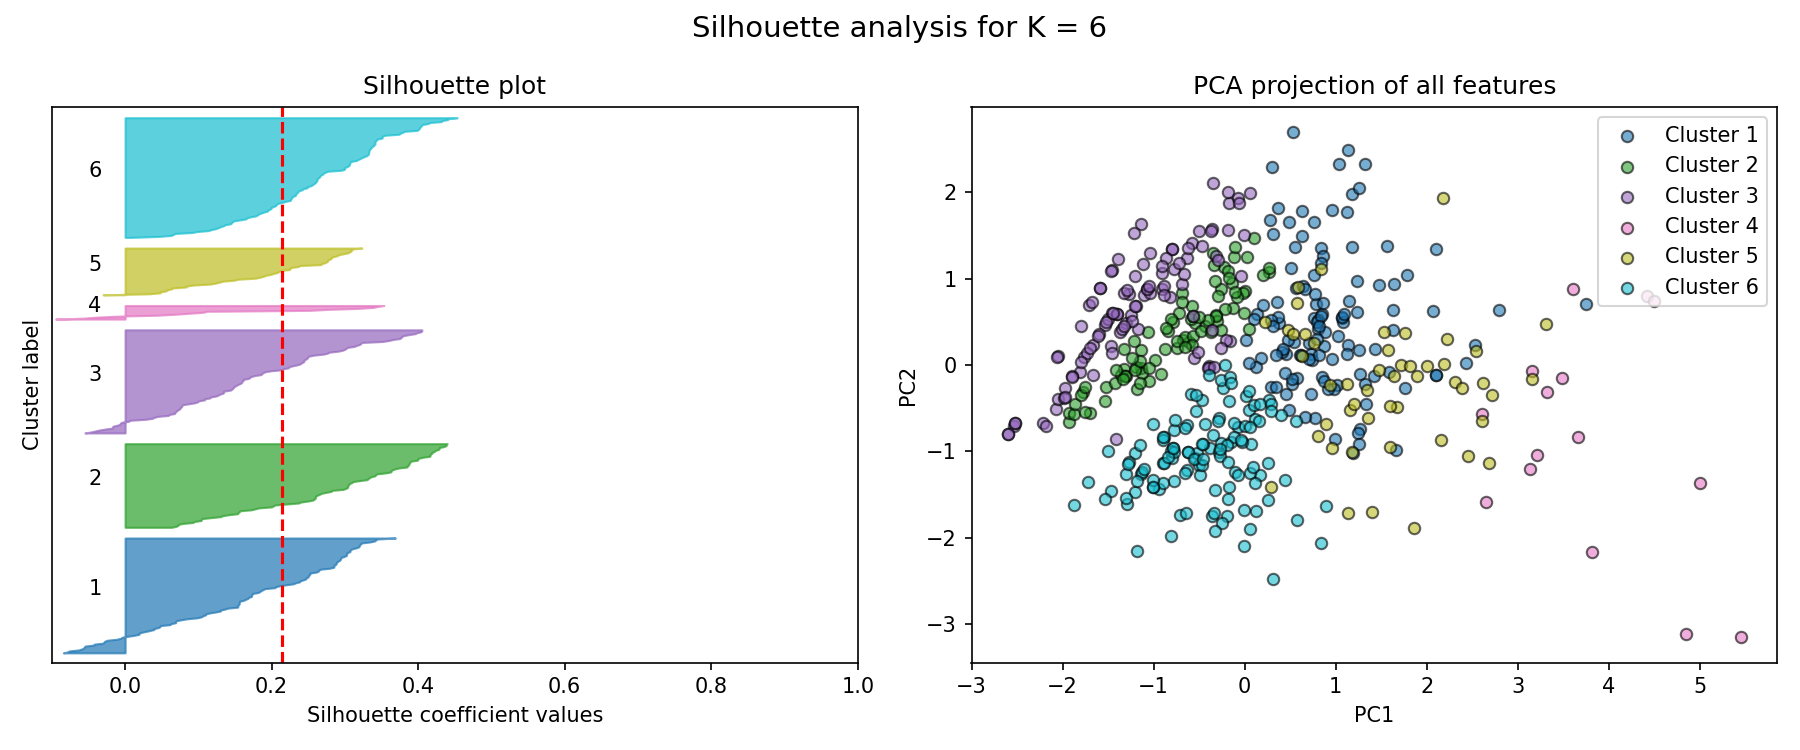 Silhouette analysis for K = 6
Silhouette plot
6
5
4
3
2
1
Cluster label
0.0 0.2 0.4 0.6 0.8 1.0
Silhouette coefficient values
PCA projection of all features
Cluster 1
Cluster 2
Cluster 3
Cluster 4
Cluster 5
Cluster 6
2
1
0
−1
−2
−3
PC2
−3 −2 −1 0 1 2 3 4 5
PC1